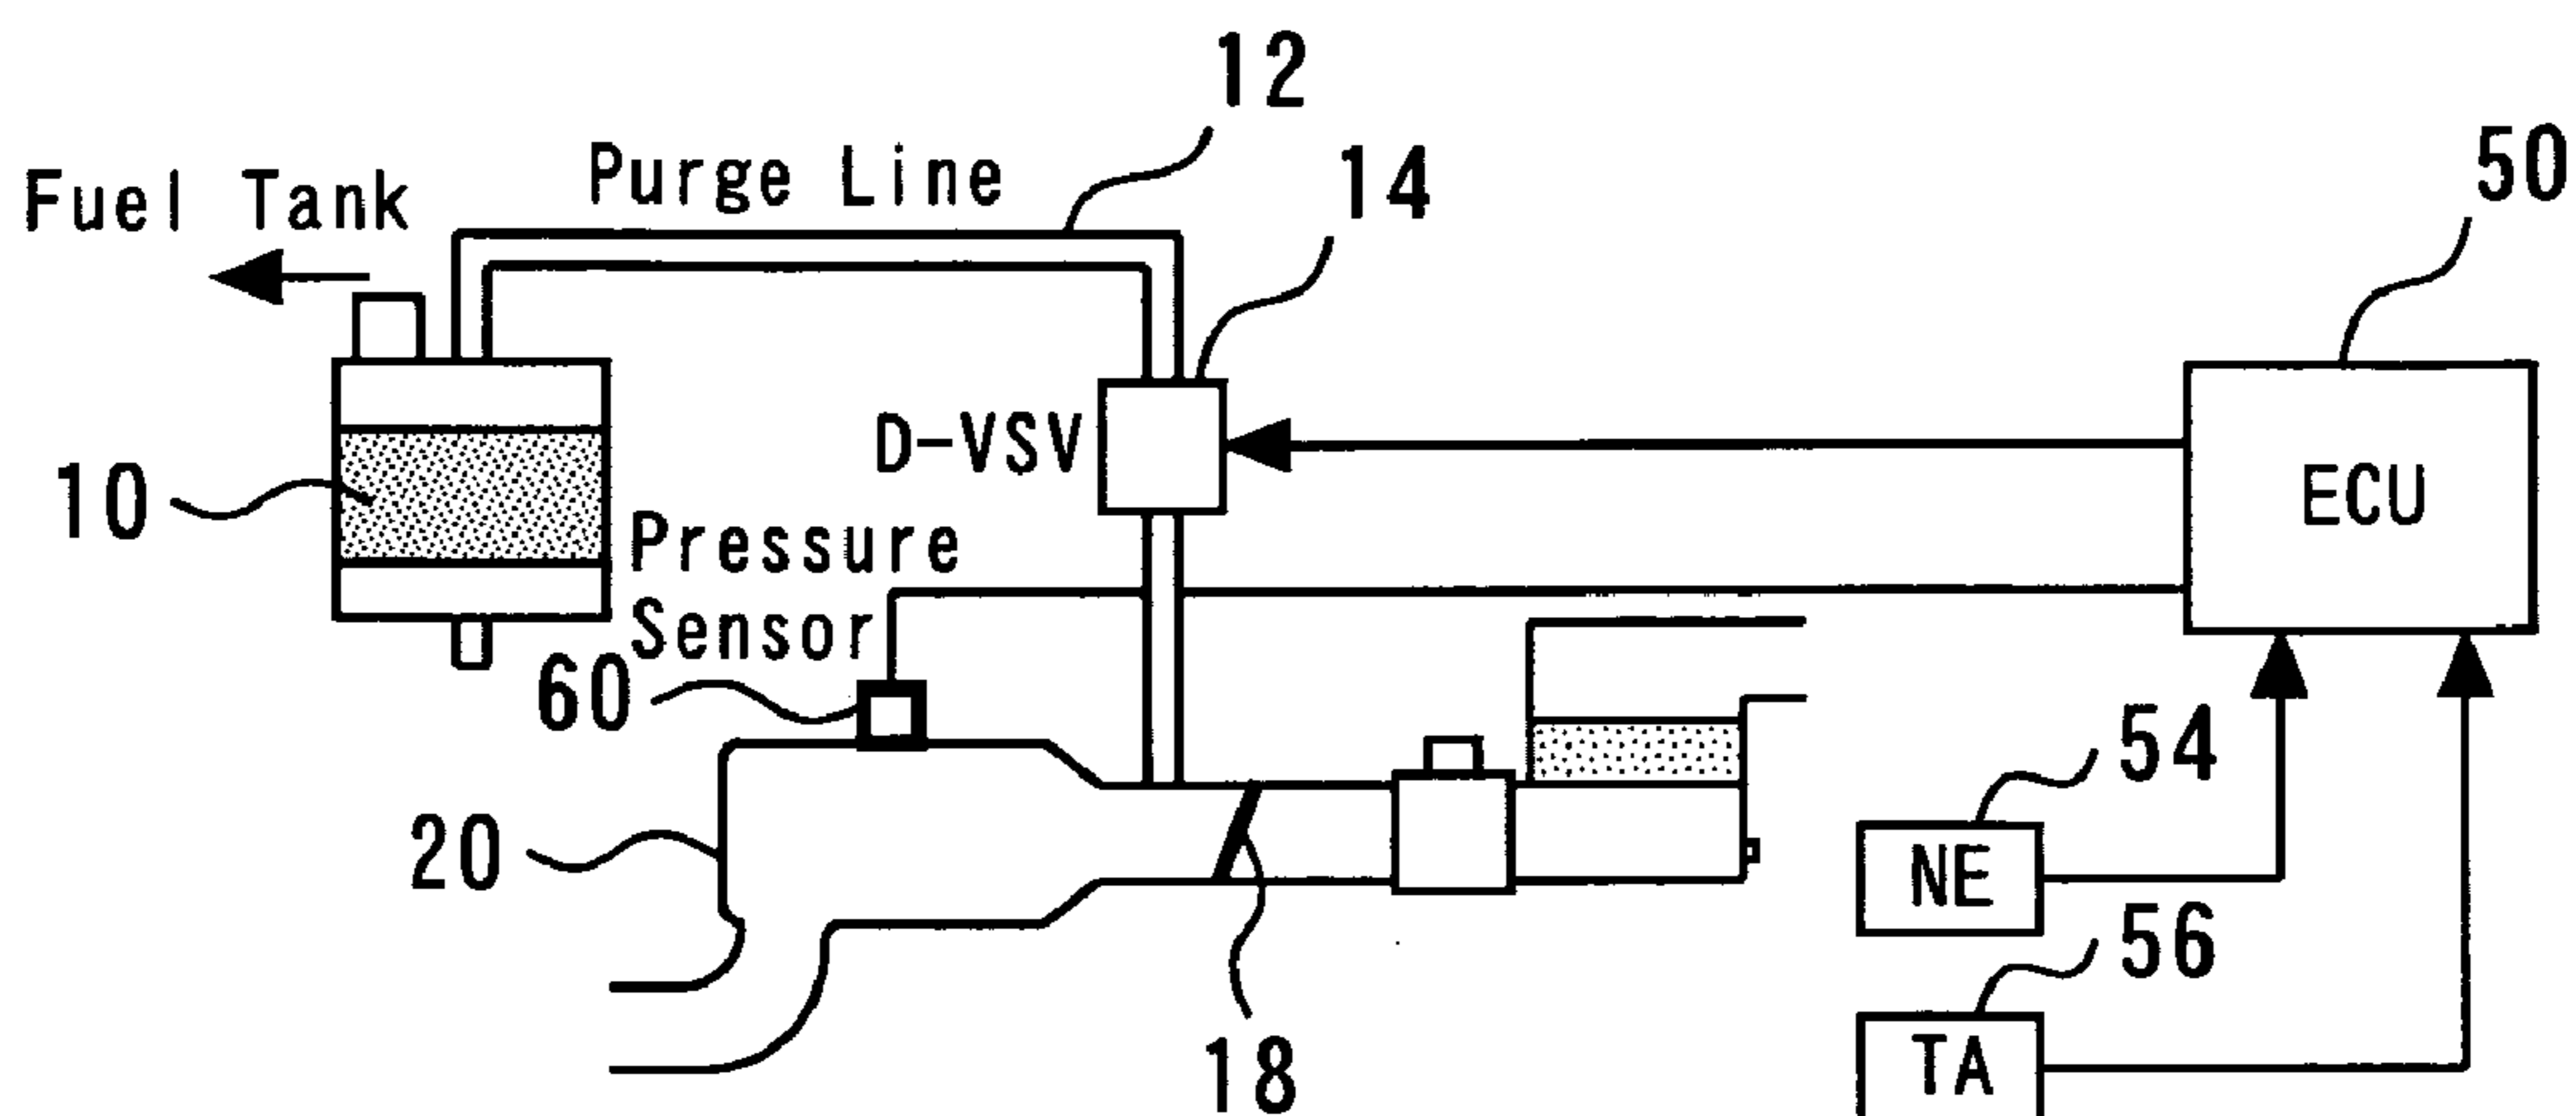 12
Purge Line
14
50
Fuel Tank
D-VSV
ECU
10
Pressure
Sensor
60
54
20
NE
56
18
TA